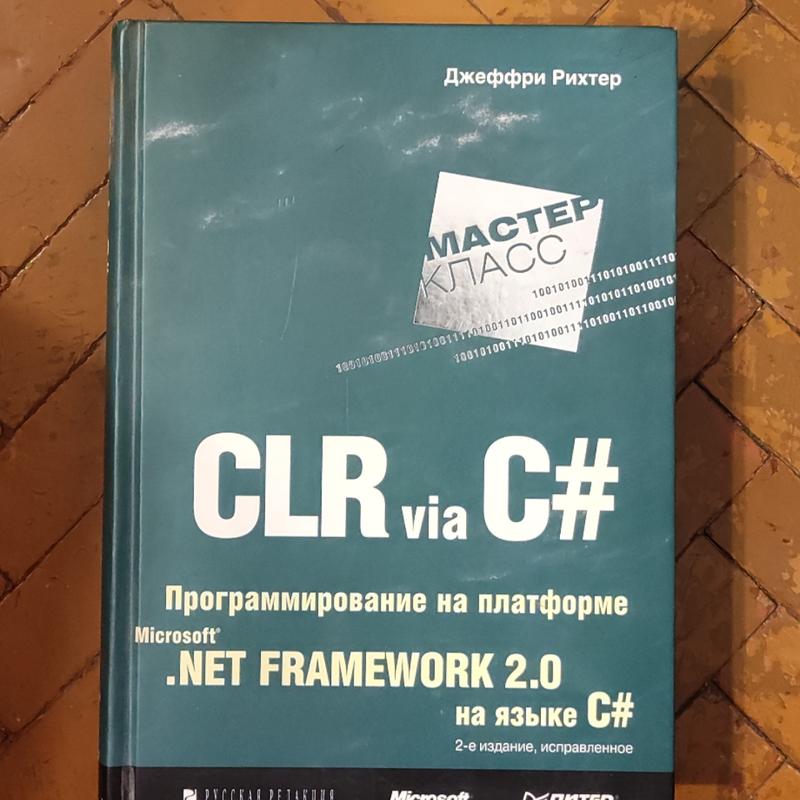 Джеффри Рихтер
МАСТЕР
КЛАСС
CLR via C#
Программирование на платформе
Microsoft®
.NET FRAMEWORK 2.0
на языке C#
2-е издание, исправленное
РУССКАЯ РЕДАКЦИЯ
Microsoft
ПИТЕР®